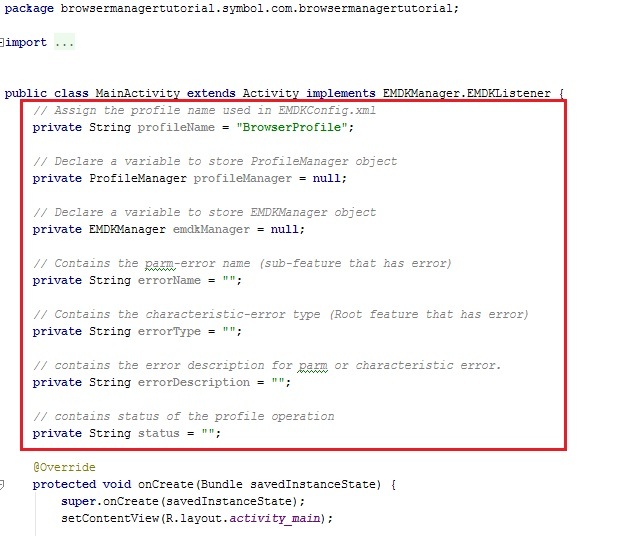 package browsermanagertutorial.symbol.com.browsermanagertutorial;
import ...
public class MainActivity extends Activity implements EMDKManager.EMDKListener {
// Assign the profile name used in EMDKConfig.xml
private String profileName = "BrowserProfile";
// Declare a variable to store ProfileManager object
private ProfileManager profileManager = null;
// Declare a variable to store EMDKManager object
private EMDKManager emdkManager = null;
// Contains the parm-error name (sub-feature that has error)
private String errorName = "";
// Contains the characteristic-error type (Root feature that has error)
private String errorType = "";
// contains the error description for parm or characteristic error.
private String errorDescription = "";
// contains status of the profile operation
private String status = "";
@Override
protected void onCreate(Bundle savedInstanceState) {
super.onCreate(savedInstanceState);
setContentView(R.layout.activity_main);